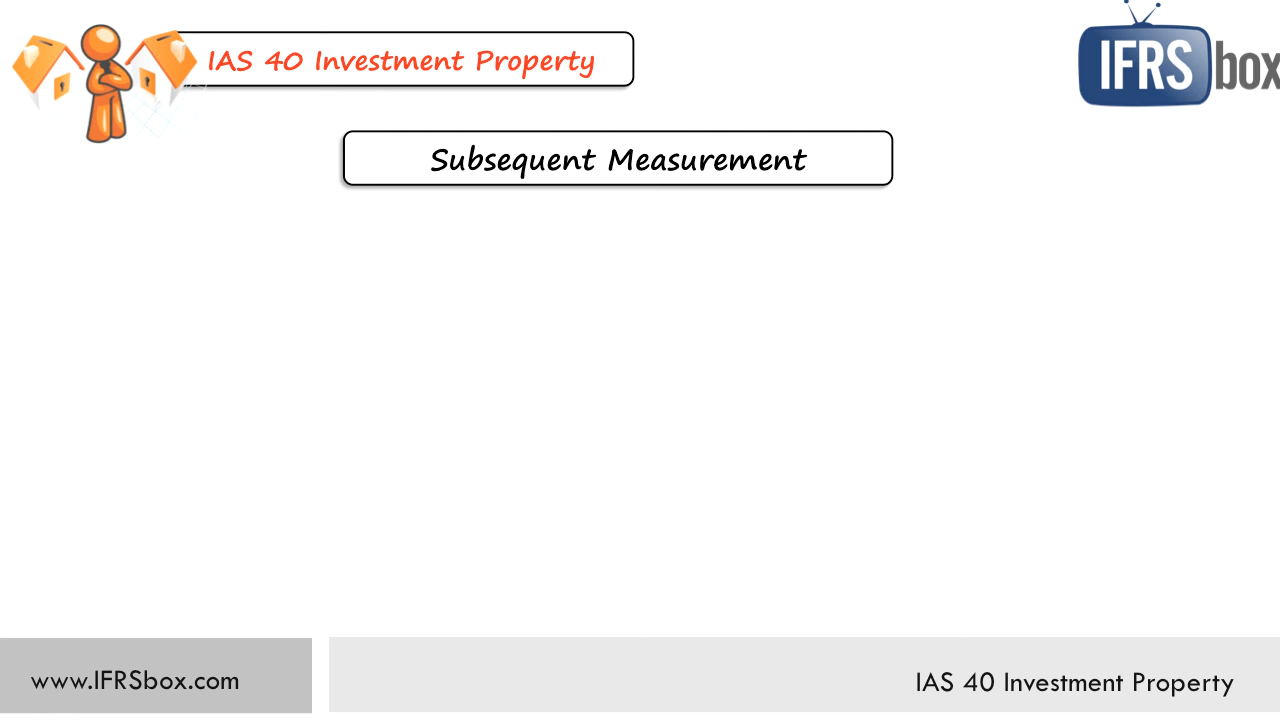 IAS 40 Investment Property
IFRS box
Subsequent Measurement
www.IFRSbox.com
IAS 40 Investment Property